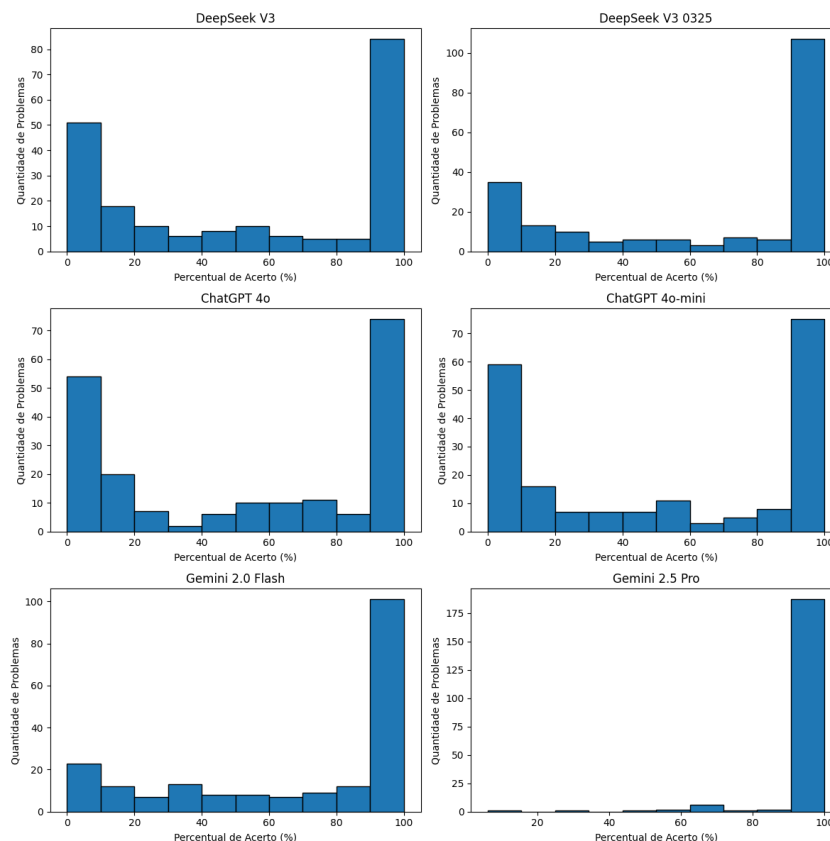 DeepSeek V3
Quantidade de Problemas
80
70
60
50
40
30
20
10
0
0 20 40 60 80 100
Percentual de Acerto (%)
DeepSeek V3 0325
Quantidade de Problemas
100
80
60
40
20
0
0 20 40 60 80 100
Percentual de Acerto (%)
ChatGPT 4o
Quantidade de Problemas
70
60
50
40
30
20
10
0
0 20 40 60 80 100
Percentual de Acerto (%)
ChatGPT 4o-mini
Quantidade de Problemas
70
60
50
40
30
20
10
0
0 20 40 60 80 100
Percentual de Acerto (%)
Gemini 2.0 Flash
Quantidade de Problemas
100
80
60
40
20
0
0 20 40 60 80 100
Percentual de Acerto (%)
Gemini 2.5 Pro
Quantidade de Problemas
175
150
125
100
75
50
25
0
20 40 60 80 100
Percentual de Acerto (%)